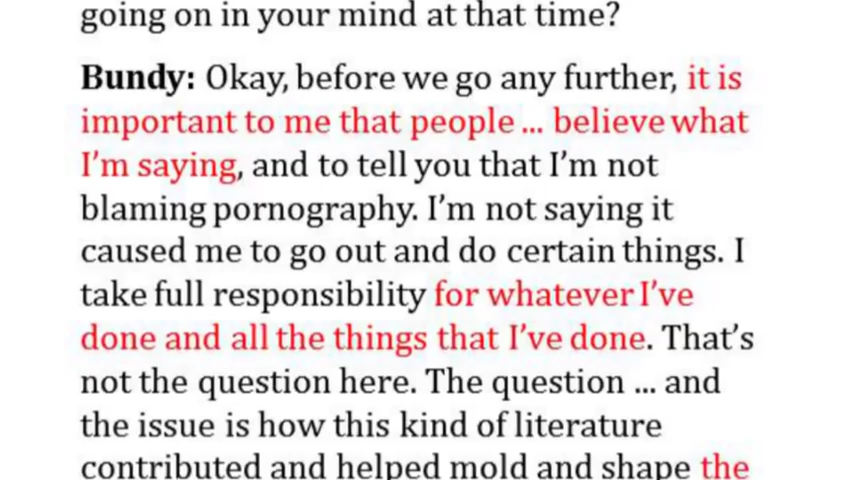 going on in your mind at that time?
Bundy: Okay, before we go any further, it is
important to me that people ... believe what
I'm saying, and to tell you that I'm not
blaming pornography. I'm not saying it
caused me to go out and do certain things. I
take full responsibility for whatever I've
done and all the things that I've done. That's
not the question here. The question ... and
the issue is how this kind of literature
contributed and helped mold and shape the